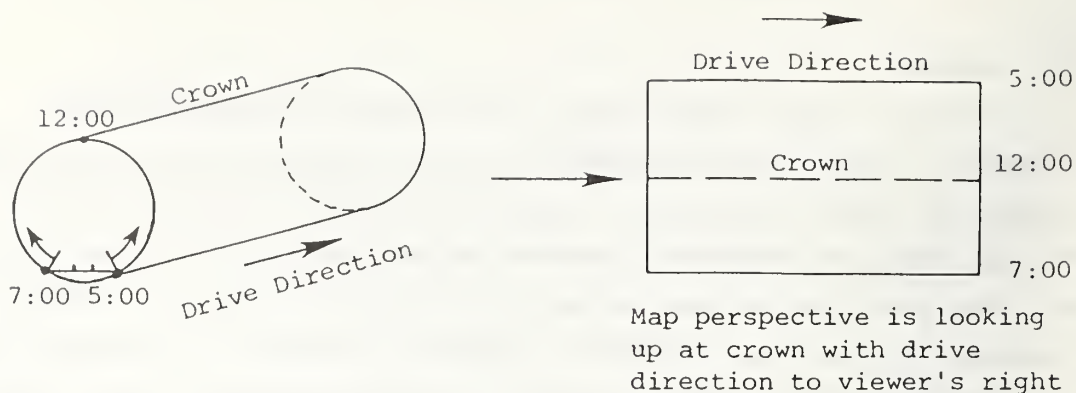 Crown
12:00
7:00 5:00
Drive Direction
Drive Direction
5:00
Crown
12:00
7:00
Map perspective is looking
up at crown with drive
direction to viewer's right